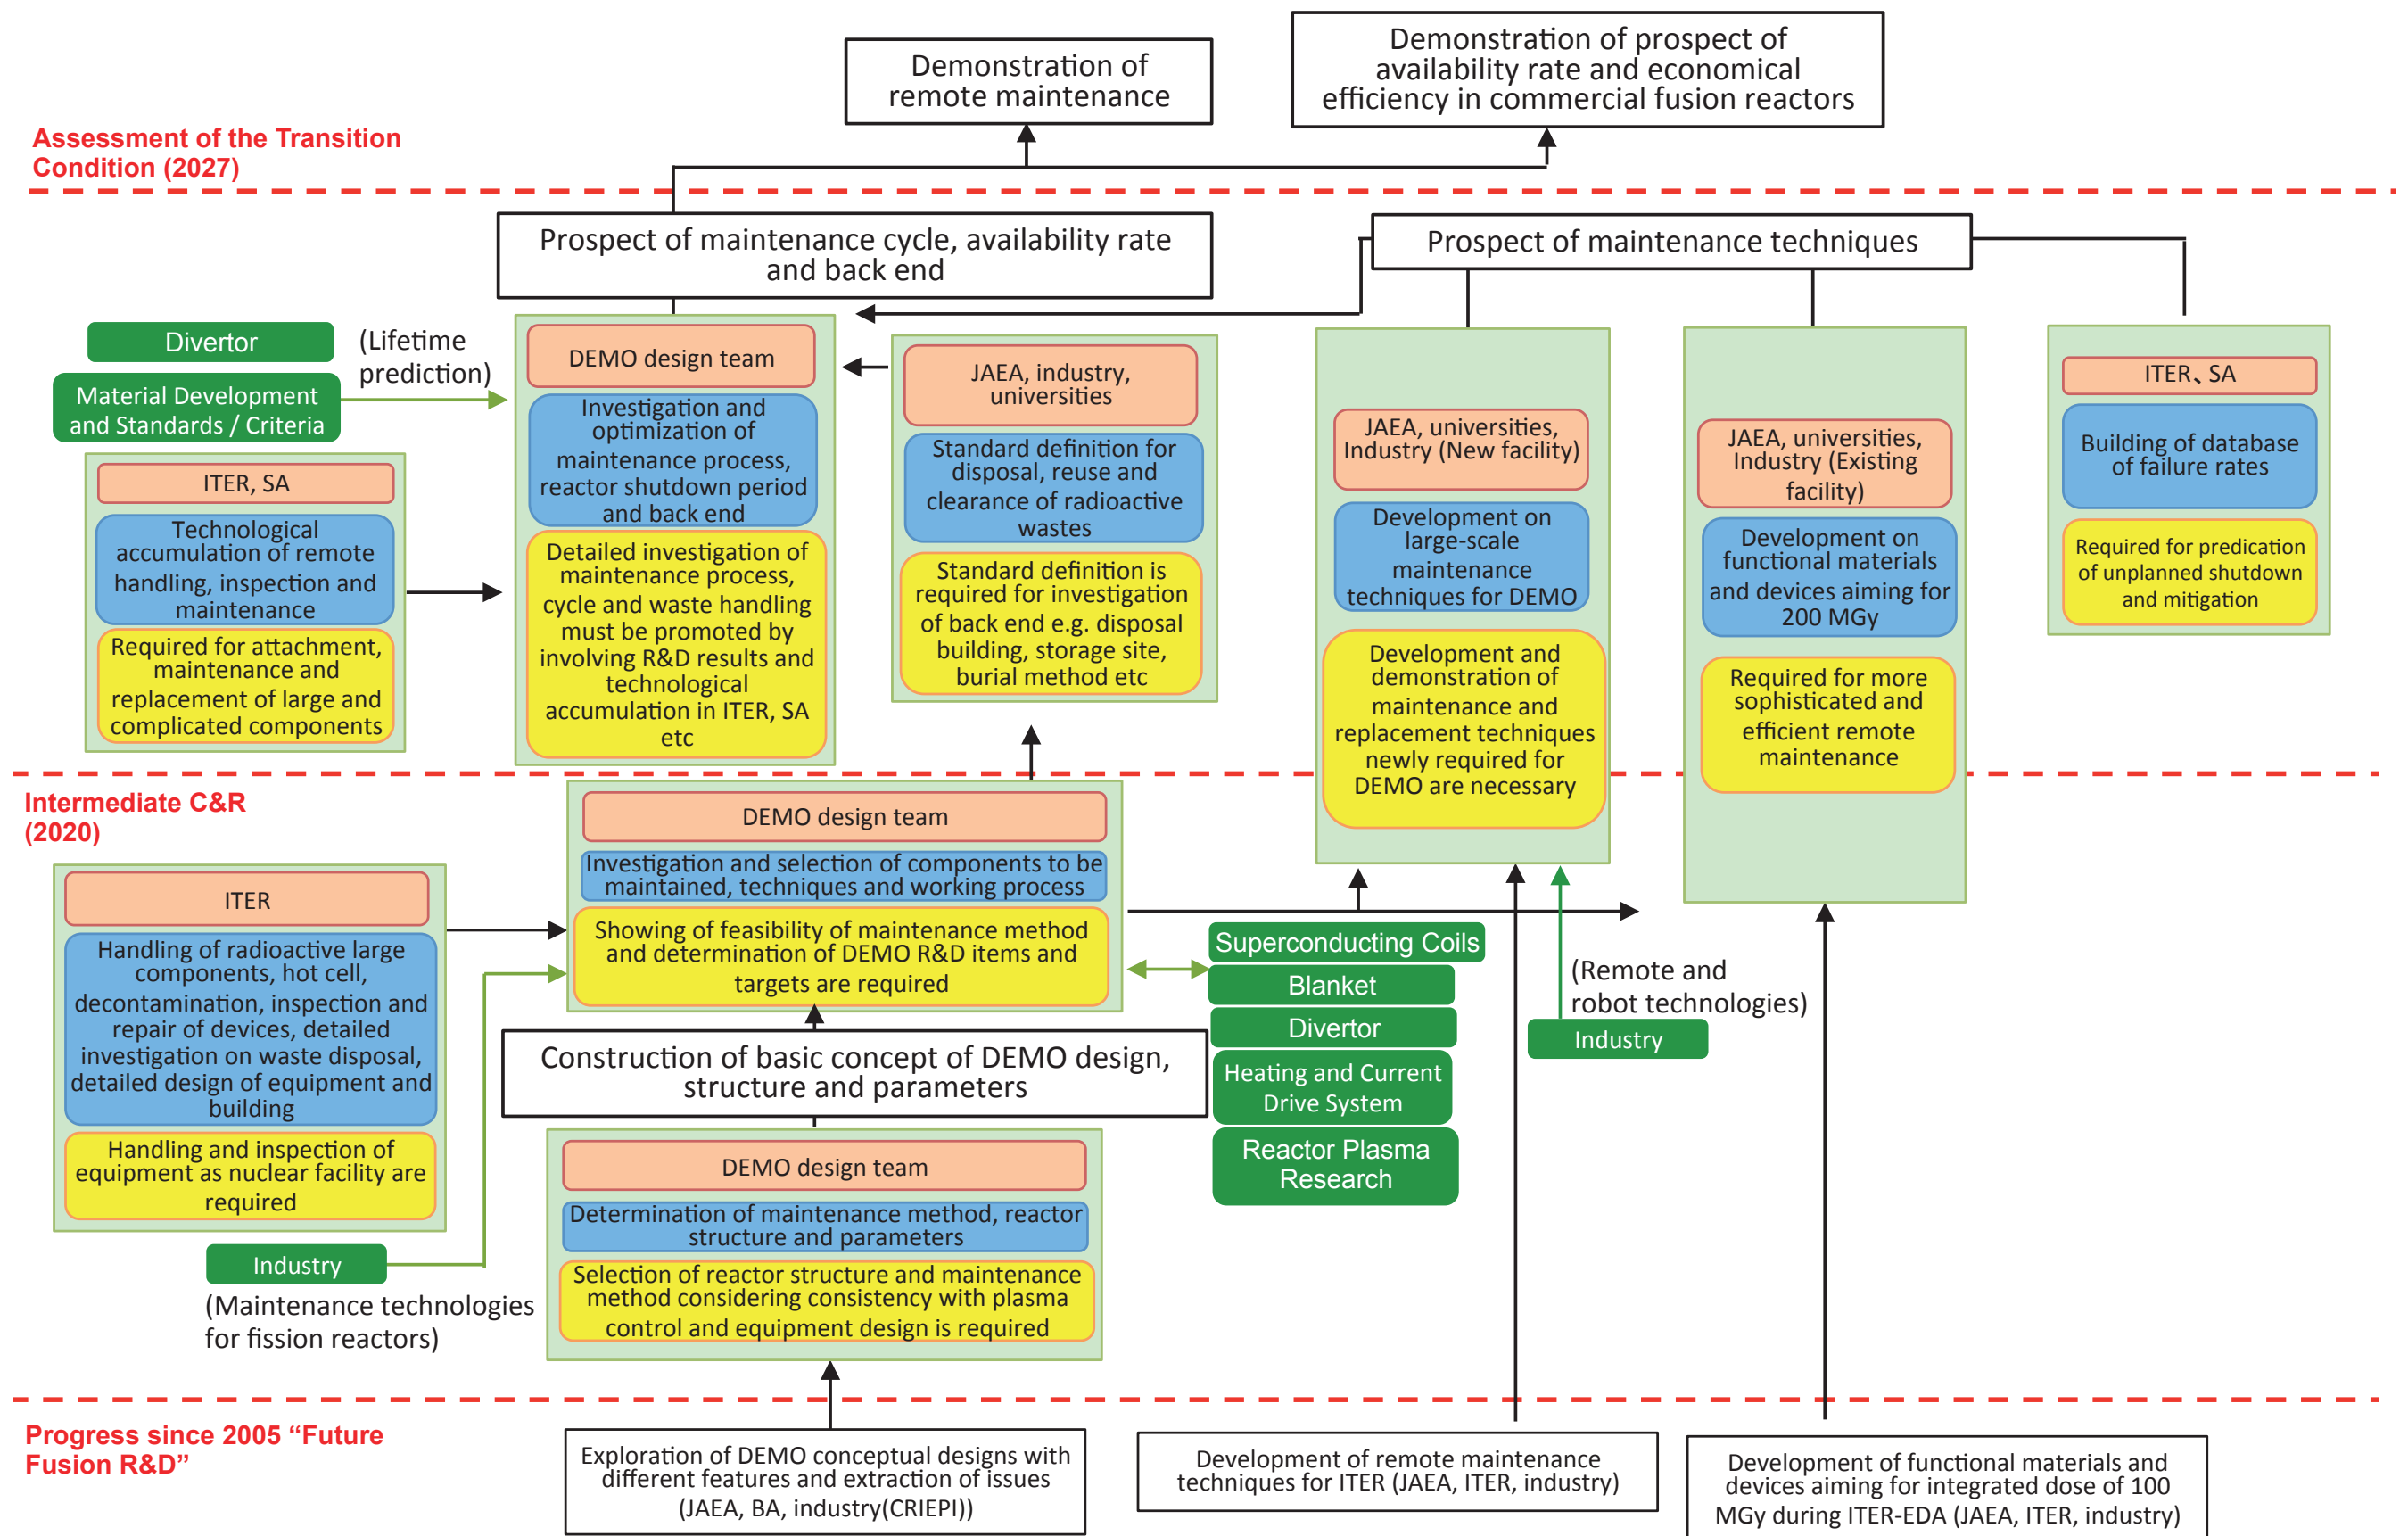 Demonstration of
remote maintenance
Demonstration of prospect of
availability rate and economical
efficiency in commercial fusion reactors
Assessment of the Transition
Condition (2027)
Prospect of maintenance cycle, availability rate
and back end
Prospect of maintenance techniques
Divertor
Material Development
and Standards / Criteria
(Lifetime
prediction)
ITER, SA
Technological
accumulation of remote
handling, inspection and
maintenance
Required for attachment,
maintenance and
replacement of large and
complicated components
DEMO design team
Investigation and
optimization of
maintenance process,
reactor shutdown period
and back end
Detailed investigation of
maintenance process,
cycle and waste handling
must be promoted by
involving R&D results and
technological
accumulation in ITER, SA
etc
JAEA, industry,
universities
Standard definition for
disposal, reuse and
clearance of radioactive
wastes
Standard definition is
required for investigation
of back end e.g. disposal
building, storage site,
burial method etc
JAEA, universities,
Industry (New facility)
Development on
large-scale
maintenance
techniques for DEMO
Development and
demonstration of
maintenance and
replacement techniques
newly required for
DEMO are necessary
JAEA, universities,
Industry (Existing
facility)
Development on
functional materials
and devices aiming for
200 MGy
Required for more
sophisticated and
efficient remote
maintenance
ITER、SA
Building of database
of failure rates
Required for predication
of unplanned shutdown
and mitigation
Intermediate C&R
(2020)
ITER
Handling of radioactive large
components, hot cell,
decontamination, inspection and
repair of devices, detailed
investigation on waste disposal,
detailed design of equipment and
building
Handling and inspection of
equipment as nuclear facility are
required
Industry
(Maintenance technologies
for fission reactors)
DEMO design team
Investigation and selection of components to be
maintained, techniques and working process
Showing of feasibility of maintenance method
and determination of DEMO R&D items and
targets are required
Construction of basic concept of DEMO design,
structure and parameters
DEMO design team
Determination of maintenance method, reactor
structure and parameters
Selection of reactor structure and maintenance
method considering consistency with plasma
control and equipment design is required
Superconducting Coils
Blanket
Divertor
Heating and Current
Drive System
Reactor Plasma
Research
(Remote and
robot technologies)
Industry
Progress since 2005 “Future
Fusion R&D”
Exploration of DEMO conceptual designs with
different features and extraction of issues
(JAEA, BA, industry(CRIEPI))
Development of remote maintenance
techniques for ITER (JAEA, ITER, industry)
Development of functional materials and
devices aiming for integrated dose of 100
MGy during ITER-EDA (JAEA, ITER, industry)